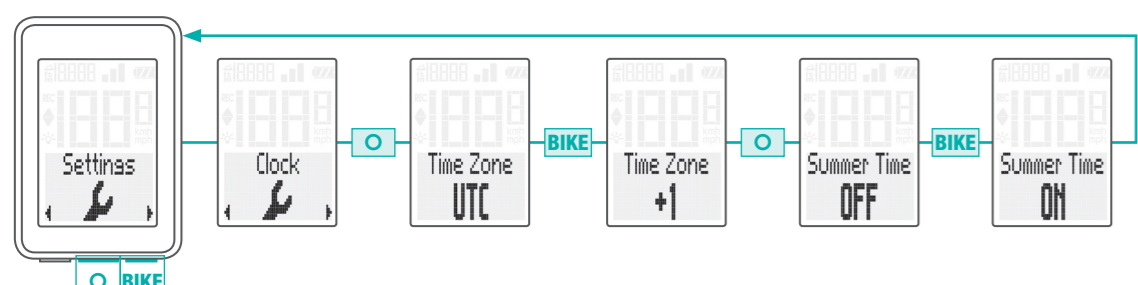 Settings
Clock
O
Time Zone
UTC
BIKE
Time Zone
+1
O
Summer Time
OFF
BIKE
Summer Time
ON
O BIKE